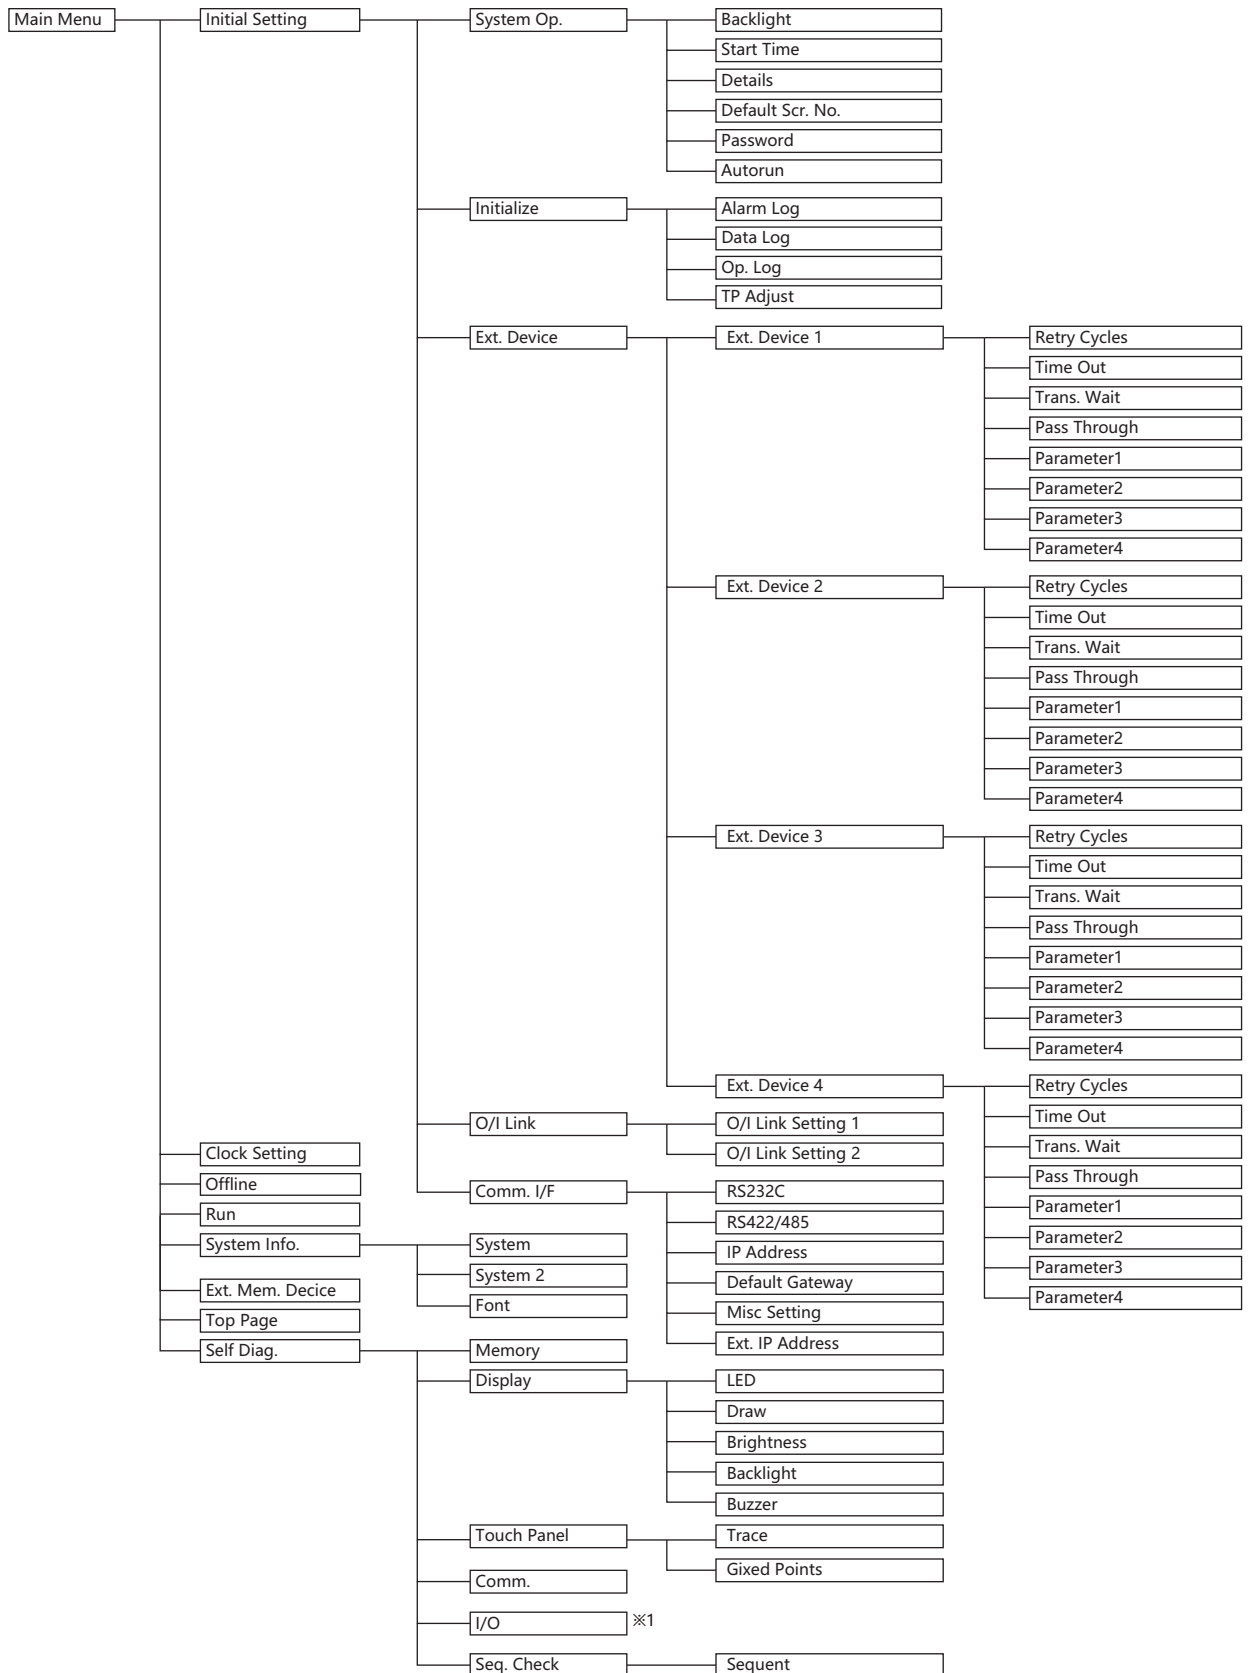 Main Menu
Initial Setting
System Op.
Backlight
Start Time
Details
Default Scr. No.
Password
Autorun
Initialize
Alarm Log
Data Log
Op. Log
TP Adjust
Ext. Device
Ext. Device 1
Retry Cycles
Time Out
Trans. Wait
Pass Through
Parameter1
Parameter2
Parameter3
Parameter4
Ext. Device 2
Retry Cycles
Time Out
Trans. Wait
Pass Through
Parameter1
Parameter2
Parameter3
Parameter4
Ext. Device 3
Retry Cycles
Time Out
Trans. Wait
Pass Through
Parameter1
Parameter2
Parameter3
Parameter4
Ext. Device 4
Retry Cycles
Time Out
Trans. Wait
Pass Through
Parameter1
Parameter2
Parameter3
Parameter4
O/I Link
O/I Link Setting 1
O/I Link Setting 2
Comm. I/F
RS232C
RS422/485
IP Address
Default Gateway
Misc Setting
Ext. IP Address
Clock Setting
Offline
Run
System Info.
System
System 2
Font
Ext. Mem. Decice
Top Page
Self Diag.
Memory
Display
LED
Draw
Brightness
Backlight
Buzzer
Touch Panel
Trace
Gixed Points
Comm.
I/O ※1
Seq. Check
Sequent